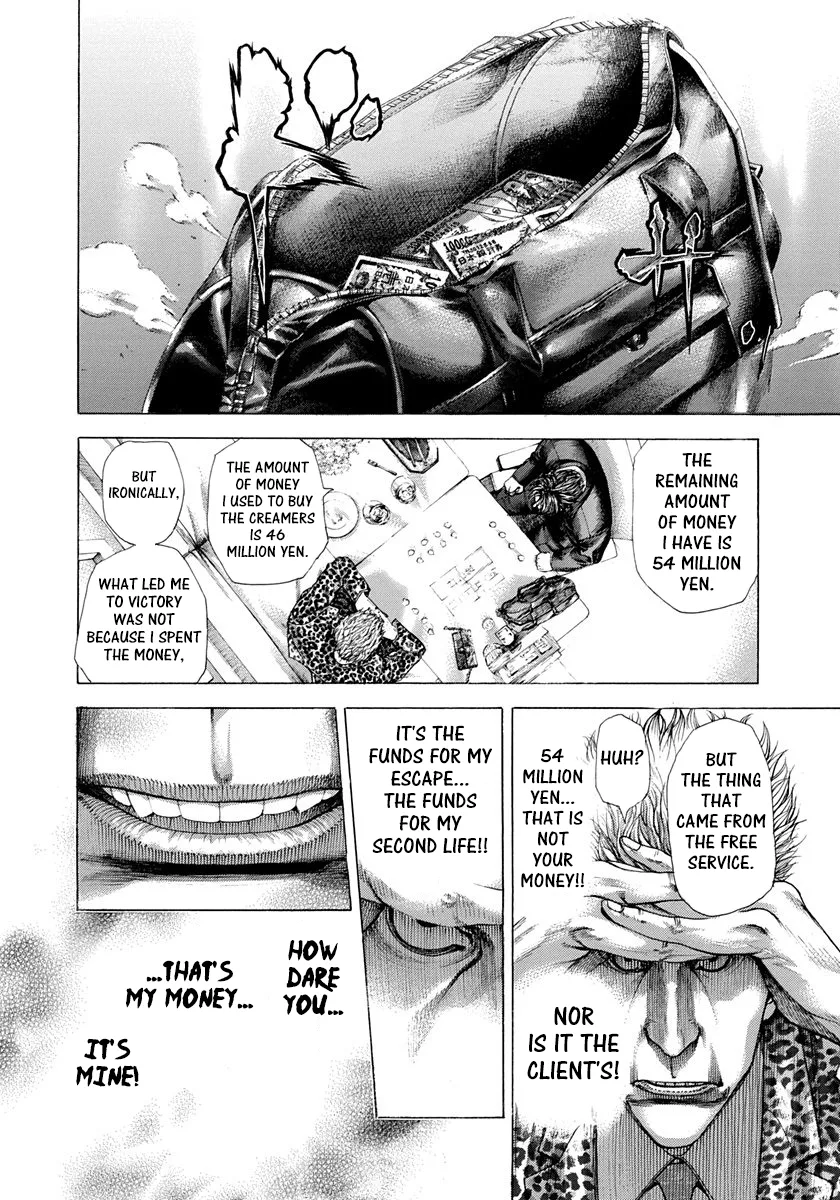 THE
REMAINING
AMOUNT
OF MONEY
I HAVE IS
54 MILLION
YEN.
THE AMOUNT
OF MONEY
I USED TO BUY
THE CREAMERS
IS 46
MILLION YEN.
BUT
IRONICALLY,
WHAT LED ME
TO VICTORY
WAS NOT
BECAUSE I SPENT
THE MONEY,
BUT
THE THING
THAT
CAME FROM
THE FREE
SERVICE.
HUH?
54
MILLION
YEN...
THAT IS
NOT
YOUR
MONEY!!
NOR
IS IT THE
CLIENT'S!
IT'S THE
FUNDS FOR MY
ESCAPE...
THE FUNDS
FOR MY
SECOND LIFE!!
HOW
DARE
YOU...
...THAT'S
MY MONEY...
IT'S
MINE!